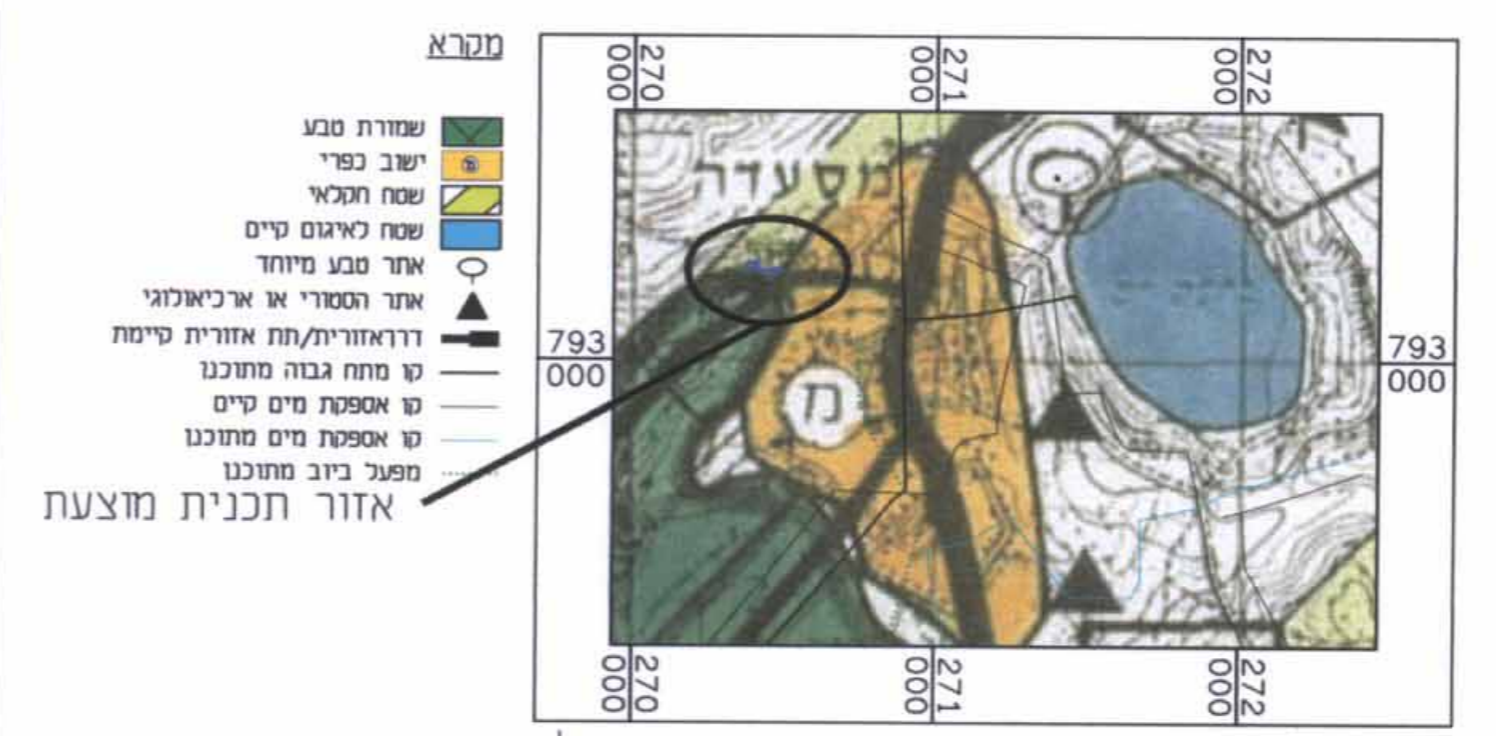 מקרא
שמורת טבע
ישוב כפרי
שטח חקלאי
שטח לאיגום קיים
אתר טבע מיוחד
אתר הסטורי או ארכיאולוגי
דרך אזורית/תת אזורית קיימת
קו מתח גבוה מתוכנן
קו אספקת מים קיים
קו אספקת מים מתוכנן
מפעל ביוב מתוכנן
אזור תכנית מוצעת
270
000
271
000
272
000
מסעדה
793
000
793
000
מ
270
000
271
000
272
000